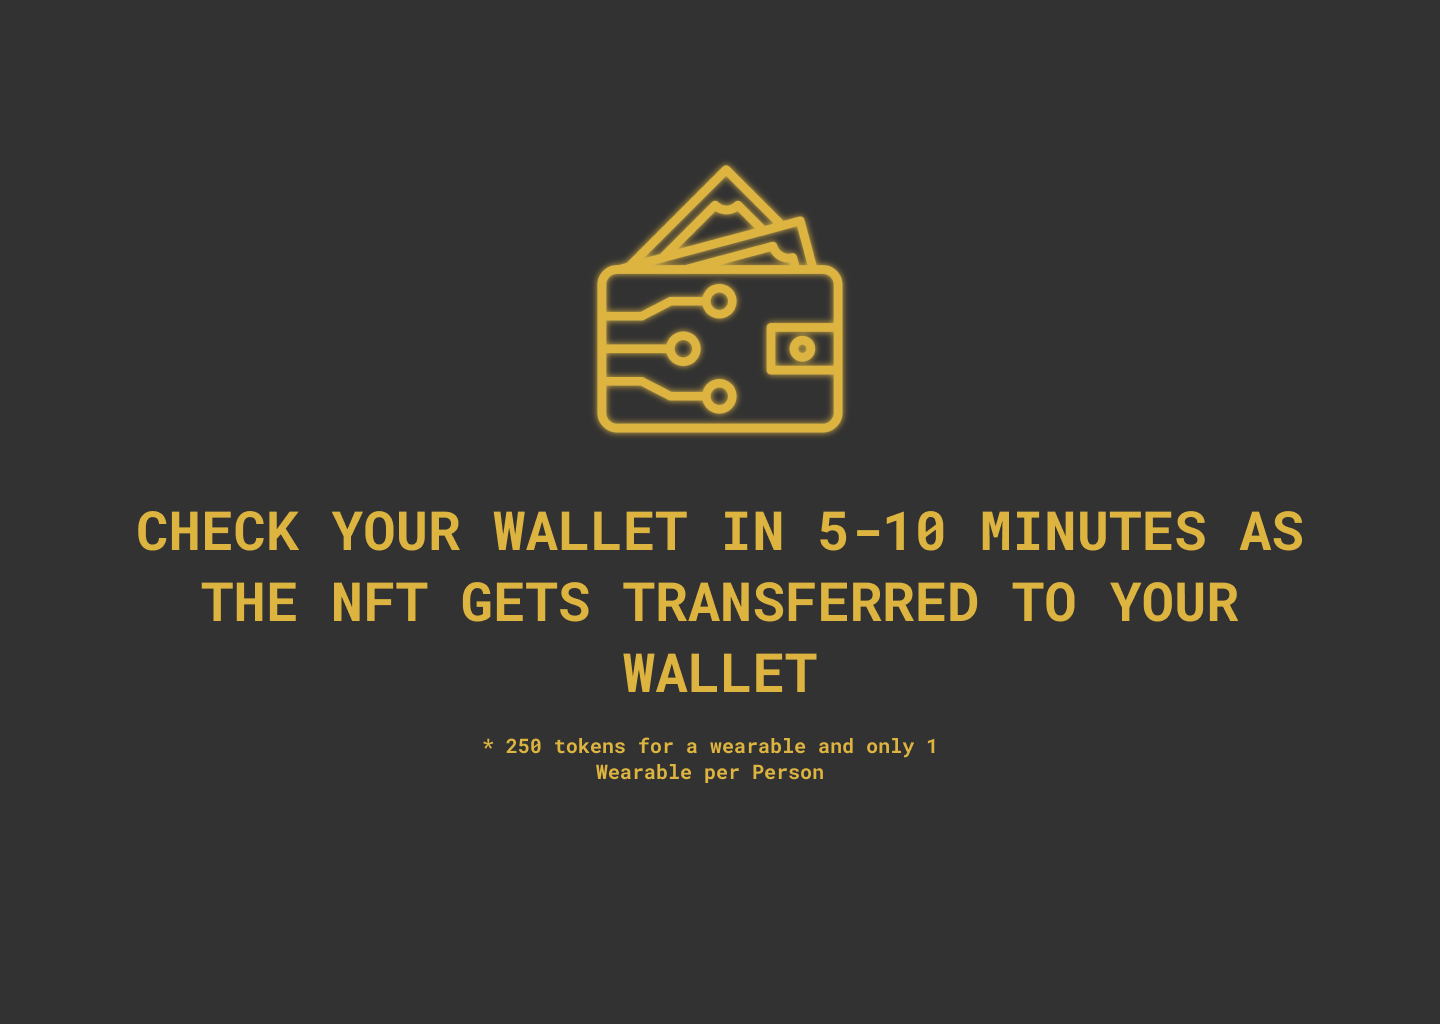 CHECK YOUR WALLET IN 5-10 MINUTES AS
THE NFT GETS TRANSFERRED TO YOUR
WALLET
* 250 tokens for a wearable and only 1
Wearable per Person